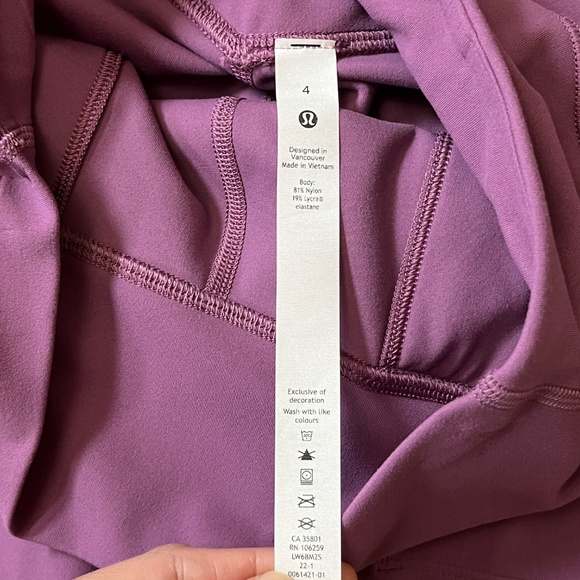 4
Designed in
Vancouver
Made in Vietnam
Body:
81% Nylon
19% Lycra®
elastane
Exclusive of
decoration
Wash with like
colours
CA 35801
RN 106259
LW6BM2S
22-1
0061421-01